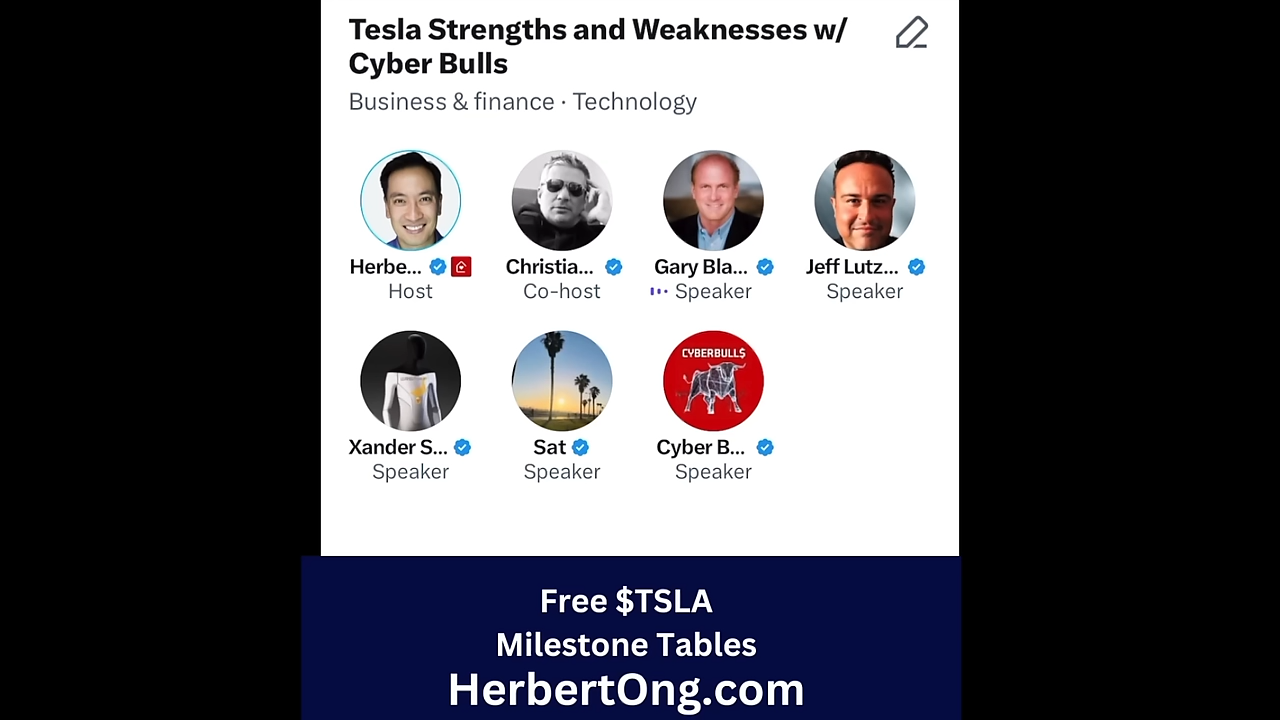 Tesla Strengths and Weaknesses w/
Cyber Bulls
Business & finance · Technology
Herbe...
Christia...
Gary Bla...
Jeff Lutz...
Host
Co-host
Speaker
Speaker
CYBERBULL$
Xander S...
Sat
Cyber B...
Speaker
Speaker
Speaker
Free $TSLA
Milestone Tables
HerbertOng.com